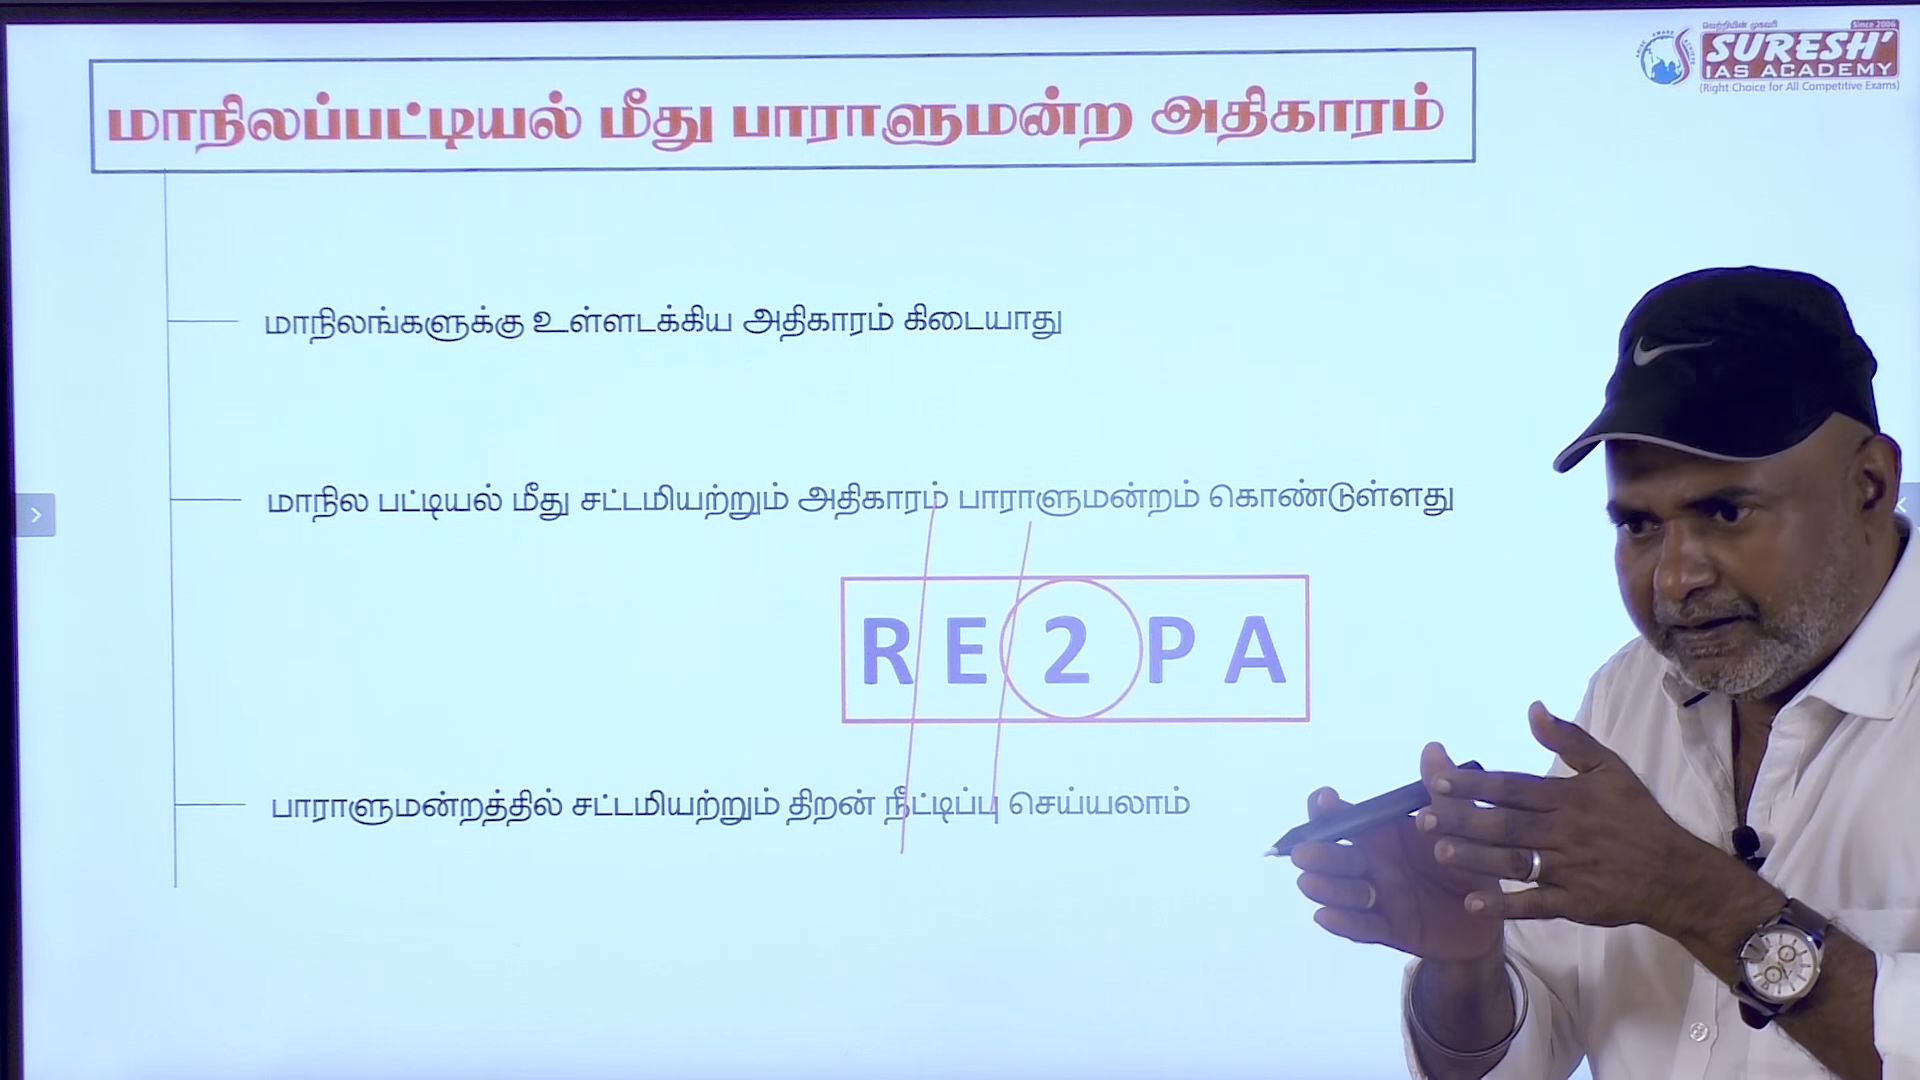 வெற்றியின் முகவரி
Since 2006
SURESH'
IAS ACADEMY
(Right Choice for All Competitive Exams)
மாநிலப்பட்டியல் மீது பாராளுமன்ற அதிகாரம்
மாநிலங்களுக்கு உள்ளடக்கிய அதிகாரம் கிடையாது
மாநில பட்டியல் மீது சட்டமியற்றும் அதிகாரம் பாராளுமன்றம் கொண்டுள்ளது
R E 2 P A
பாராளுமன்றத்தில் சட்டமியற்றும் திறன் நீட்டிப்பு செய்யலாம்